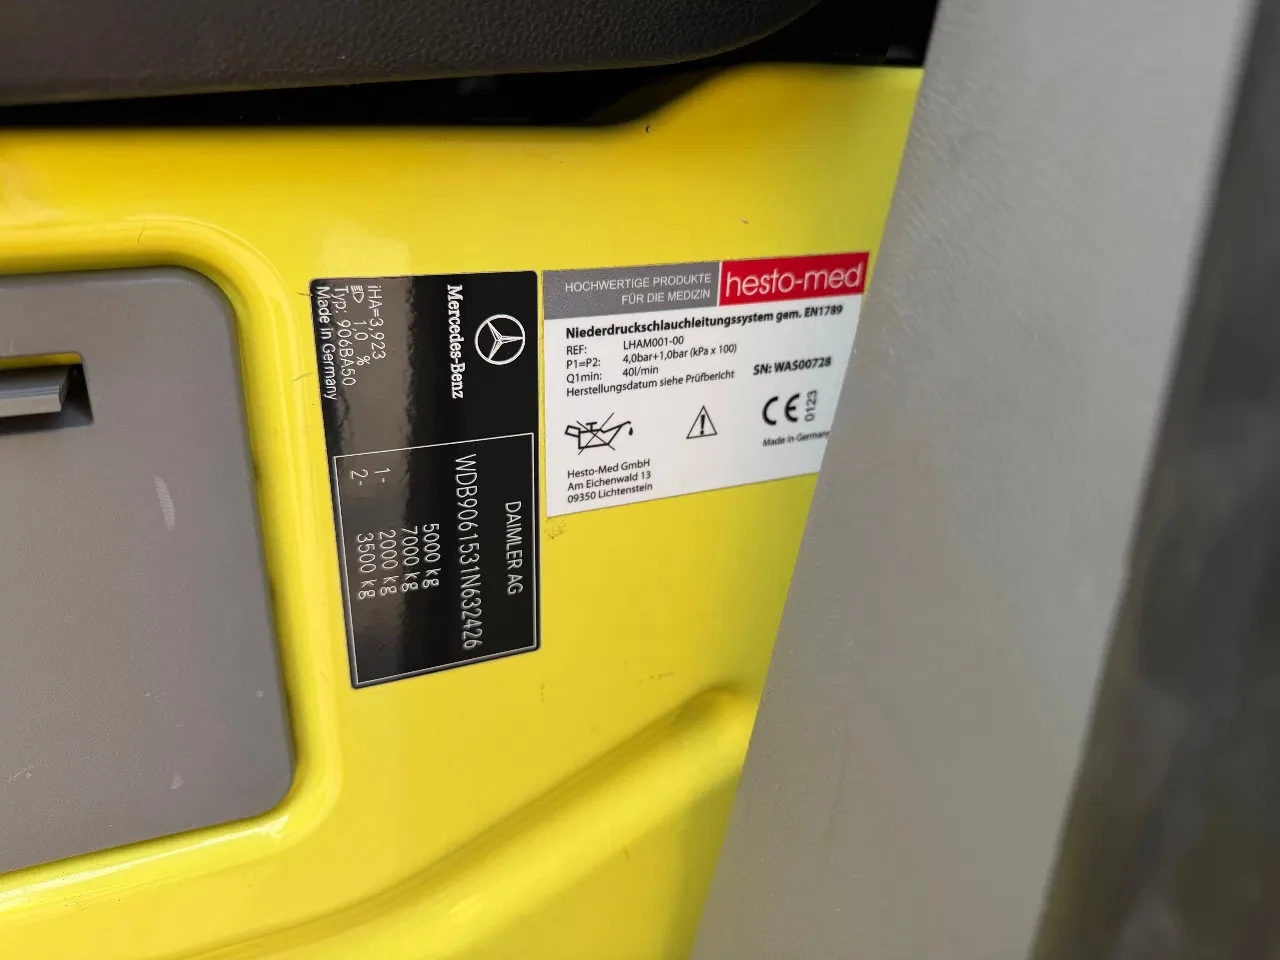 Mercedes-Benz
iHA=3,923
1,0 %
Typ: 906BA50
Made in Germany
DAIMLER AG
WDB9061531N632426
5000 kg
7000 kg
1- 2000 kg
2- 3500 kg
HOCHWERTIGE PRODUKTE
FÜR DIE MEDIZIN
hesto-med
Niederdruckschlauchleitungssystem gem. EN1789
REF: LHAM001-00
P1=P2: 4,0bar+1,0bar (kPa x 100)
Q1min: 40l/min
Herstellungsdatum siehe Prüfbericht
SN: WAS00728
CE 0123
Made in Germany
Hesto-Med GmbH
Am Eichenwald 13
09350 Lichtenstein